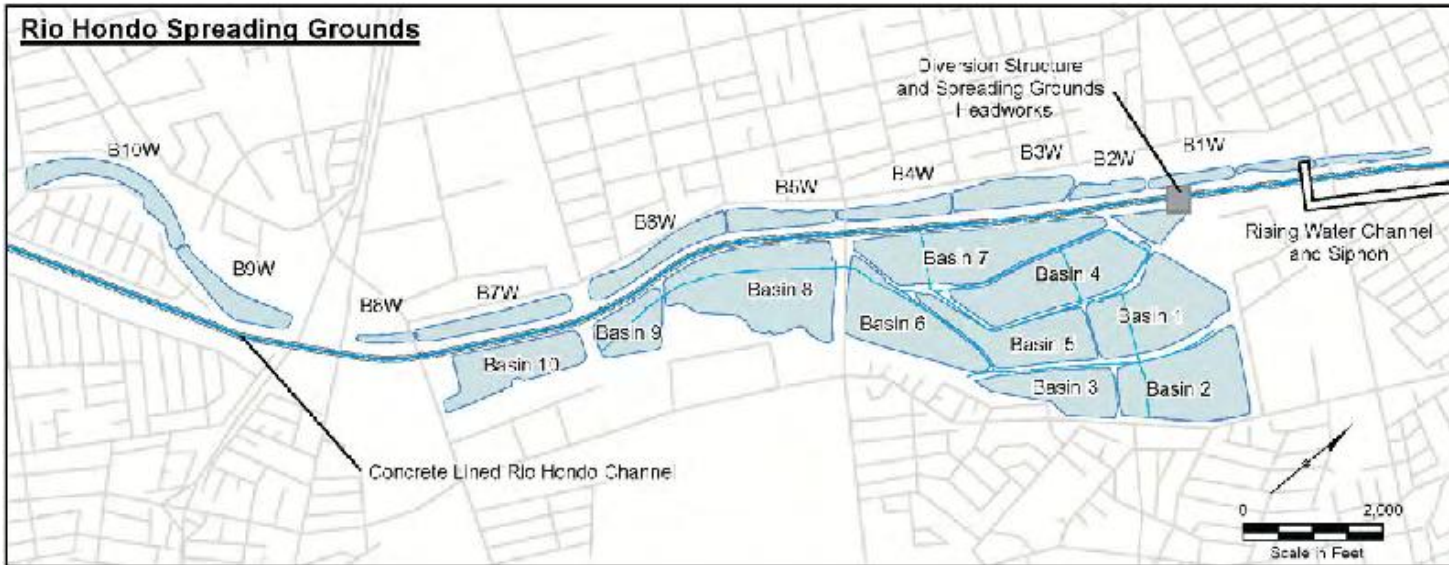 Rio Hondo Spreading Grounds
Diversion Structure
and Spreading Grounds
Headworks
B10W
B9W
B8W
B7W
B8W
B5W
B4W
B3W
B2W
B1W
Rising Water Channel
and Siphon
Basin 7
Basin 4
Basin 1
Basin 8
Basin 6
Basin 5
Basin 9
Basin 10
Basin 3
Basin 2
Concrete Lined Rio Hondo Channel
0 2,000
Scale in Feet